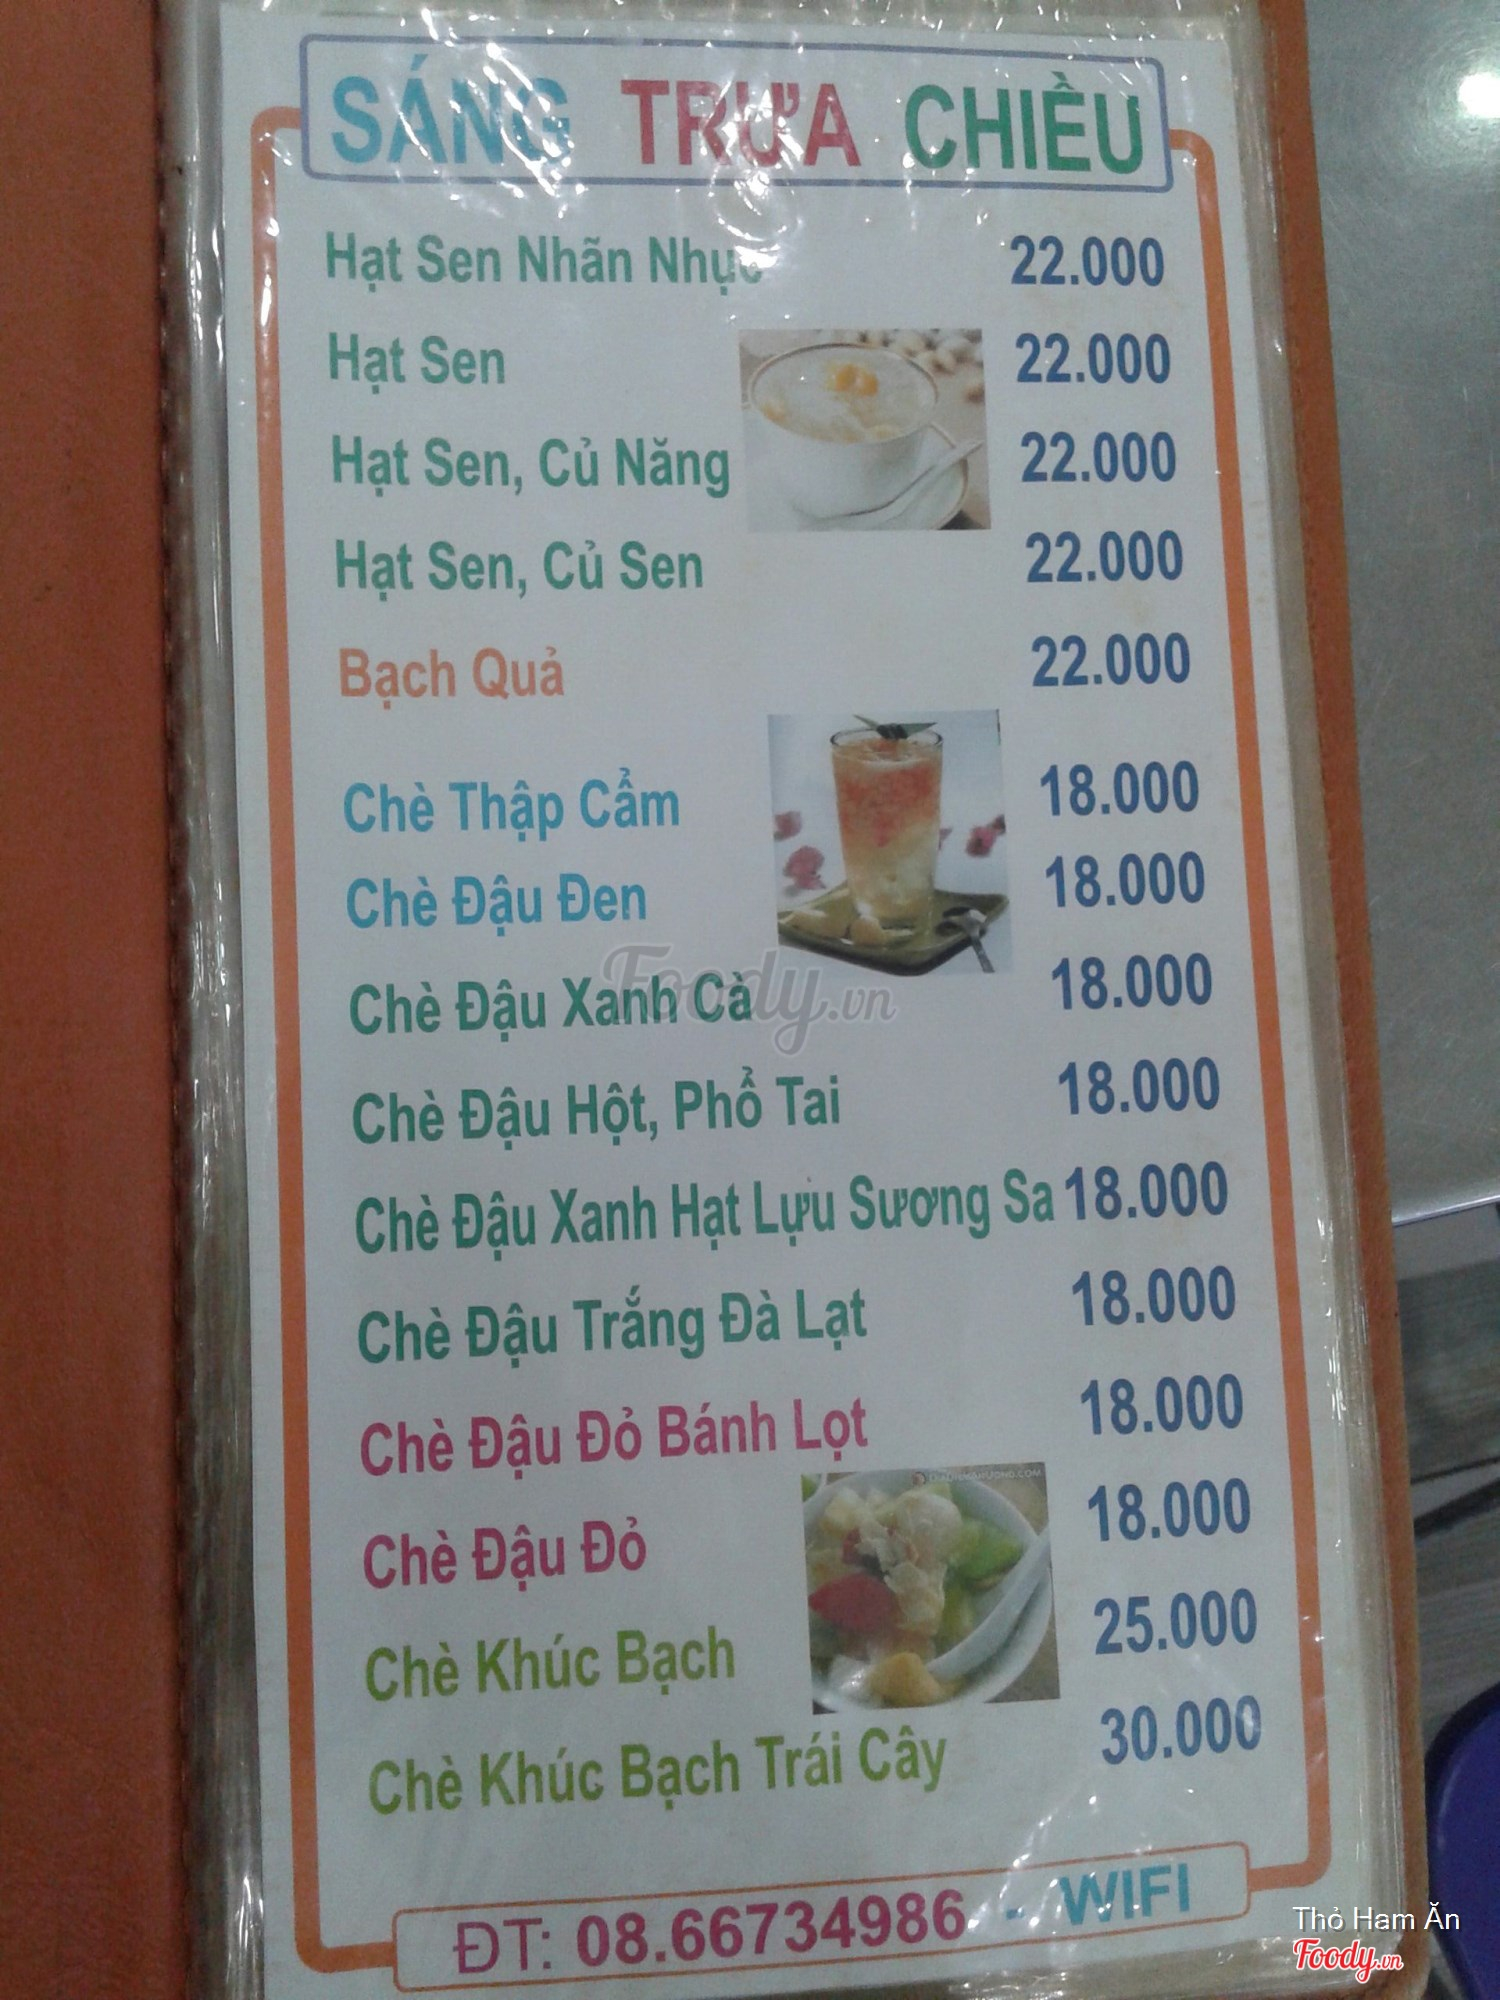 SÁNG TRƯA CHIỀU
Hạt Sen Nhãn Nhục 22.000
Hạt Sen 22.000
Hạt Sen, Củ Năng 22.000
Hạt Sen, Củ Sen 22.000
Bạch Quả 22.000
Chè Thập Cẩm 18.000
Chè Đậu Đen 18.000
Chè Đậu Xanh Cà 18.000
Foody.vn
Chè Đậu Hột, Phổ Tai 18.000
Chè Đậu Xanh Hạt Lựu Sương Sa 18.000
Chè Đậu Trắng Đà Lạt 18.000
Chè Đậu Đỏ Bánh Lọt 18.000
Chè Đậu Đỏ 18.000
Chè Khúc Bạch 25.000
Chè Khúc Bạch Trái Cây 30.000
ĐT: 08.66734986 - WIFI
Thỏ Ham Ăn
Foody.vn